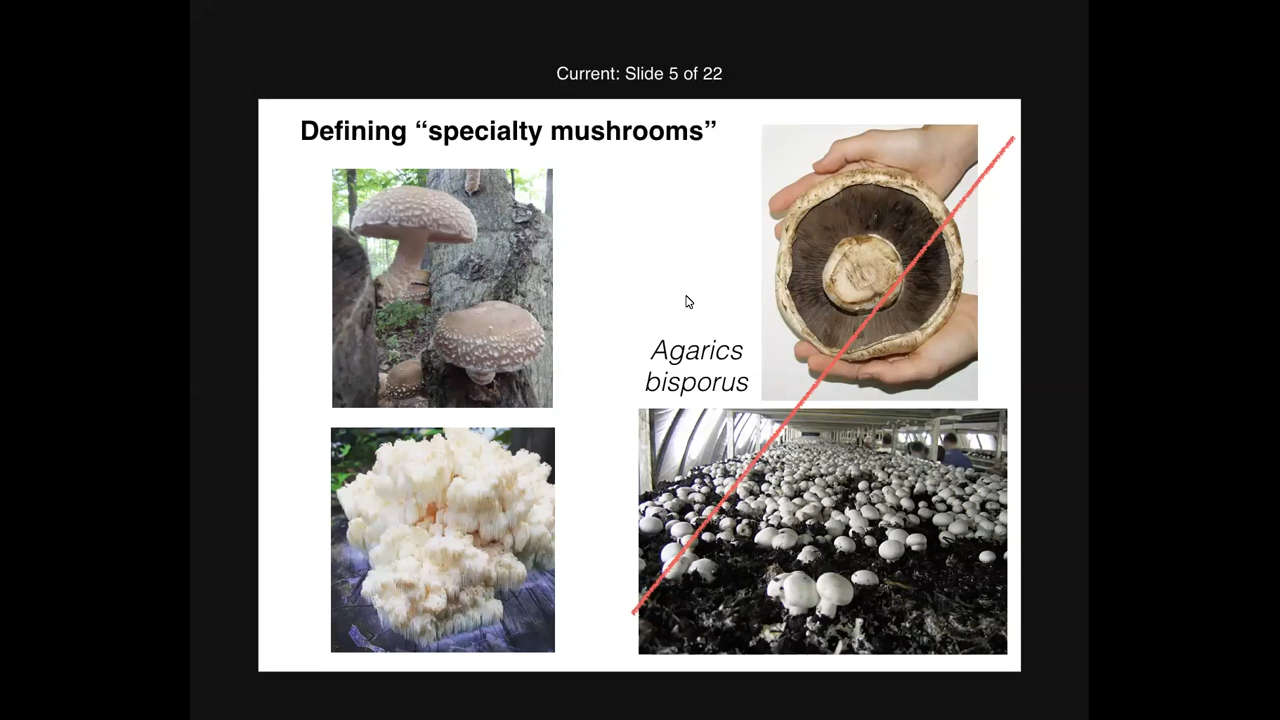 Current: Slide 5 of 22
Defining “specialty mushrooms”
Agarics
bisporus